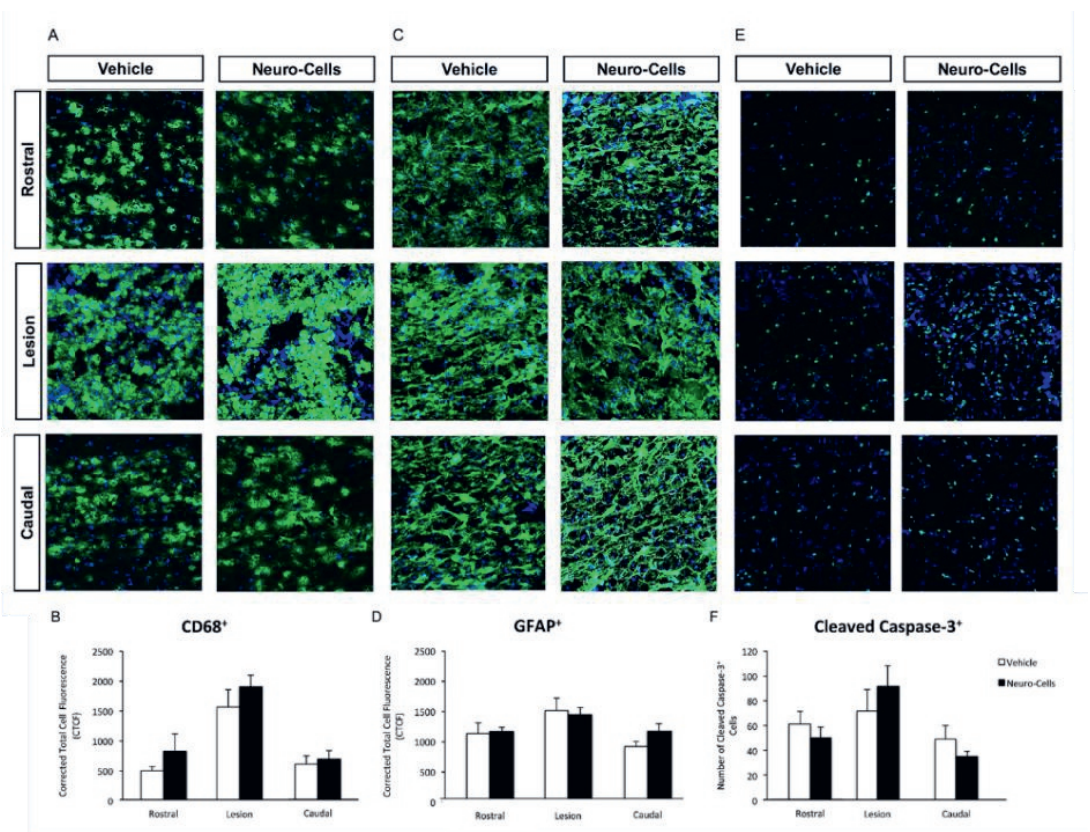 A
C
E
Vehicle
Neuro-Cells
Vehicle
Neuro-Cells
Vehicle
Neuro-Cells
Rostral
Lesion
Caudal
B
CD68⁺
Corrected Total Cell Fluorescence
(CTCF)
2500
2000
1500
1000
500
0
Rostral
Lesion
Caudal
D
GFAP⁺
Corrected Total Cell Fluorescence
(CTCF)
2500
2000
1500
1000
500
0
Rostral
Lesion
Caudal
F
Cleaved Caspase-3⁺
Number of Cleaved Caspase-3⁺
Cells
120
100
80
60
40
20
0
Rostral
Lesion
Caudal
Vehicle
Neuro-Cells